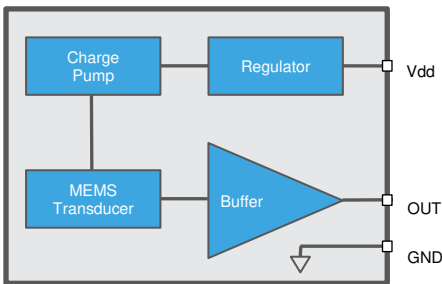 Charge
Pump
Regulator
Vdd
MEMS
Transducer
Buffer
OUT
GND